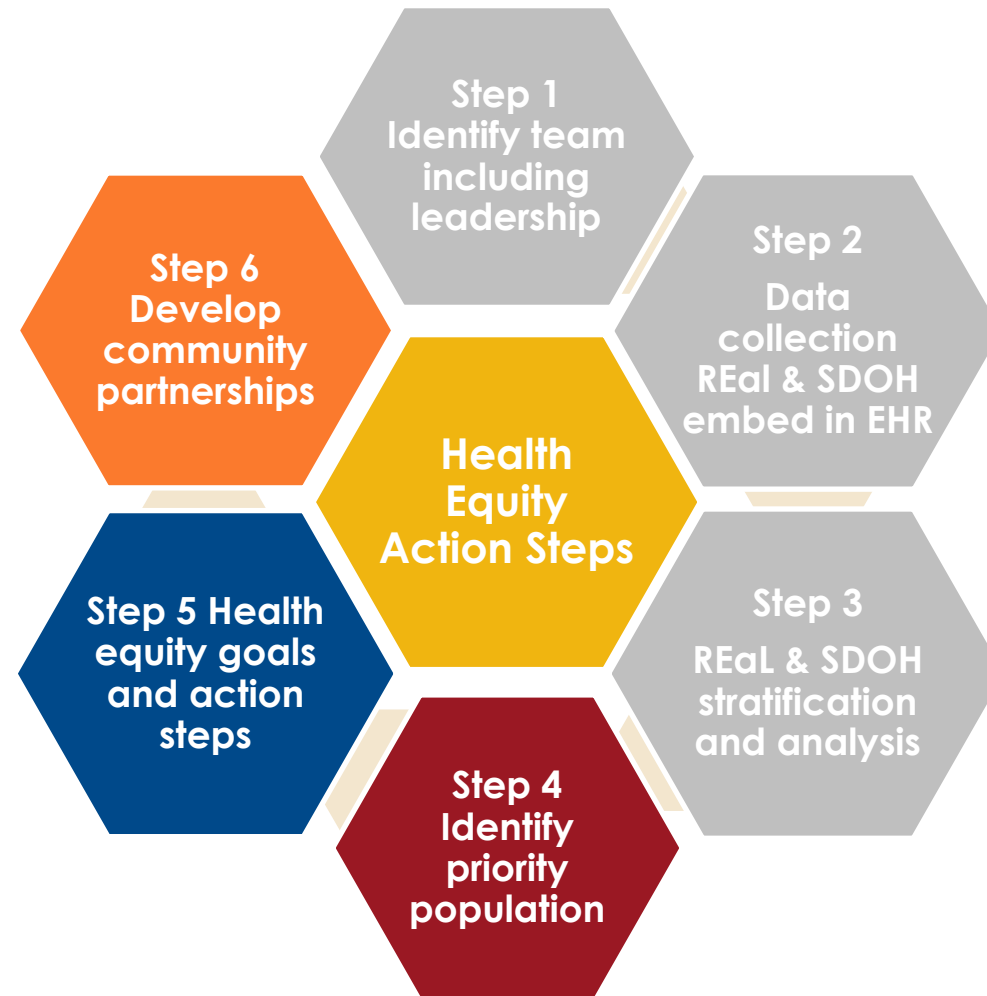 Step 1
Identify team
including
leadership
Step 2
Data
collection
REal & SDOH
embed in EHR
Step 3
REaL & SDOH
stratification
and analysis
Step 4
Identify
priority
population
Step 5 Health
equity goals
and action
steps
Step 6
Develop
community
partnerships
Health
Equity
Action Steps